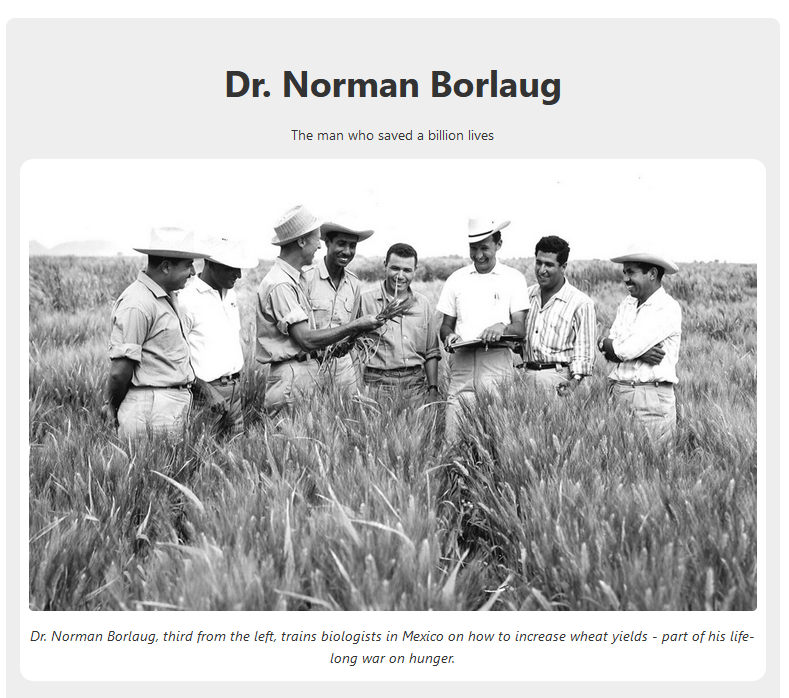 Dr. Norman Borlaug
The man who saved a billion lives
Dr. Norman Borlaug, third from the left, trains biologists in Mexico on how to increase wheat yields - part of his life-
long war on hunger.